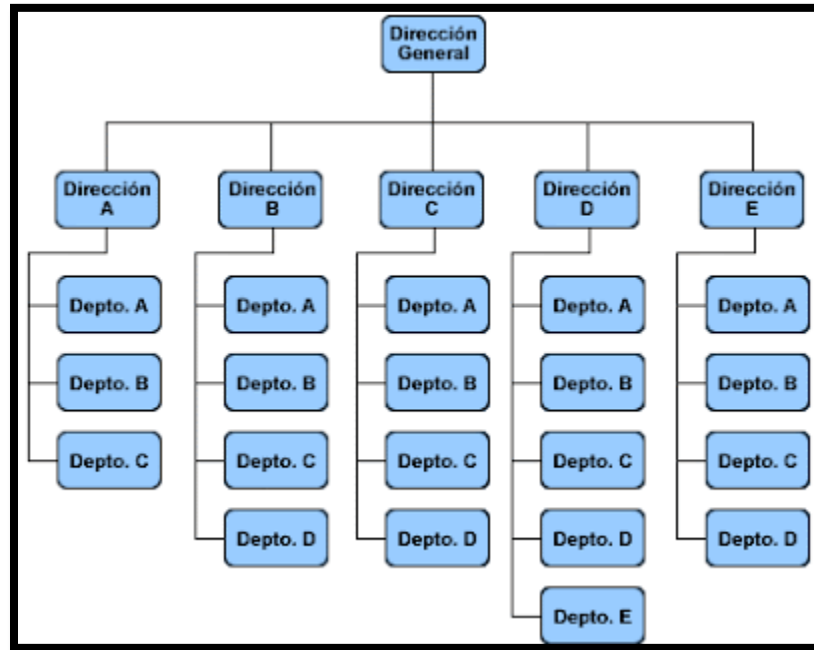 Dirección
General
Dirección
A
Dirección
B
Dirección
C
Dirección
D
Dirección
E
Depto. A
Depto. A
Depto. A
Depto. A
Depto. A
Depto. B
Depto. B
Depto. B
Depto. B
Depto. B
Depto. C
Depto. C
Depto. C
Depto. C
Depto. C
Depto. D
Depto. D
Depto. D
Depto. D
Depto. E